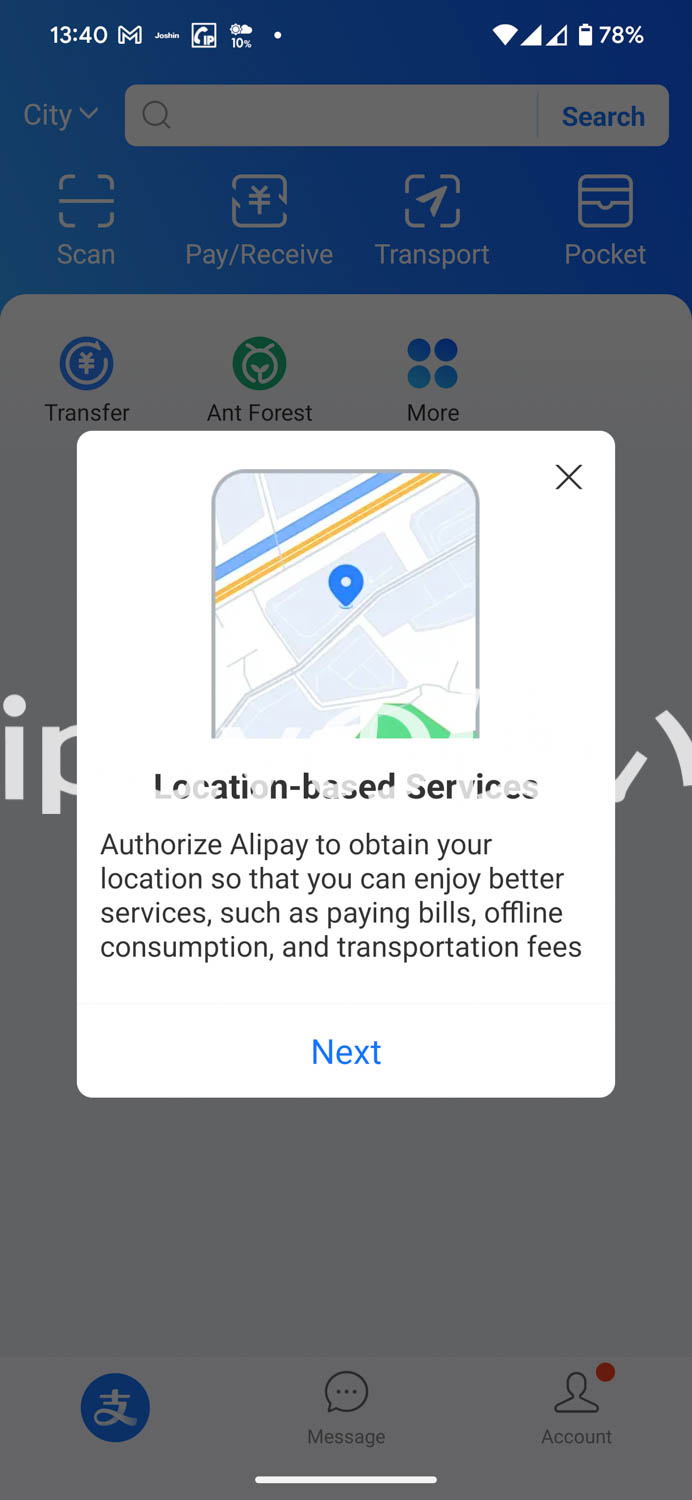 13:40
Joshin
IP
10%
78%
City
Search
Scan
Pay/Receive
Transport
Pocket
Transfer
Ant Forest
More
Location-based Services
Authorize Alipay to obtain your
location so that you can enjoy better
services, such as paying bills, offline
consumption, and transportation fees
Next
支
Message
Account